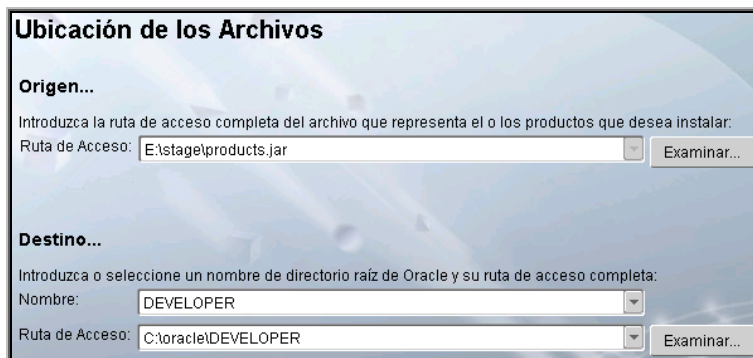 Ubicación de los Archivos
Origen...
Introduzca la ruta de acceso completa del archivo que representa el o los productos que desea instalar:
Ruta de Acceso: E:\stage\products.jar Examinar...
Destino...
Introduzca o seleccione un nombre de directorio raíz de Oracle y su ruta de acceso completa:
Nombre: DEVELOPER
Ruta de Acceso: C:\oracle\DEVELOPER Examinar...